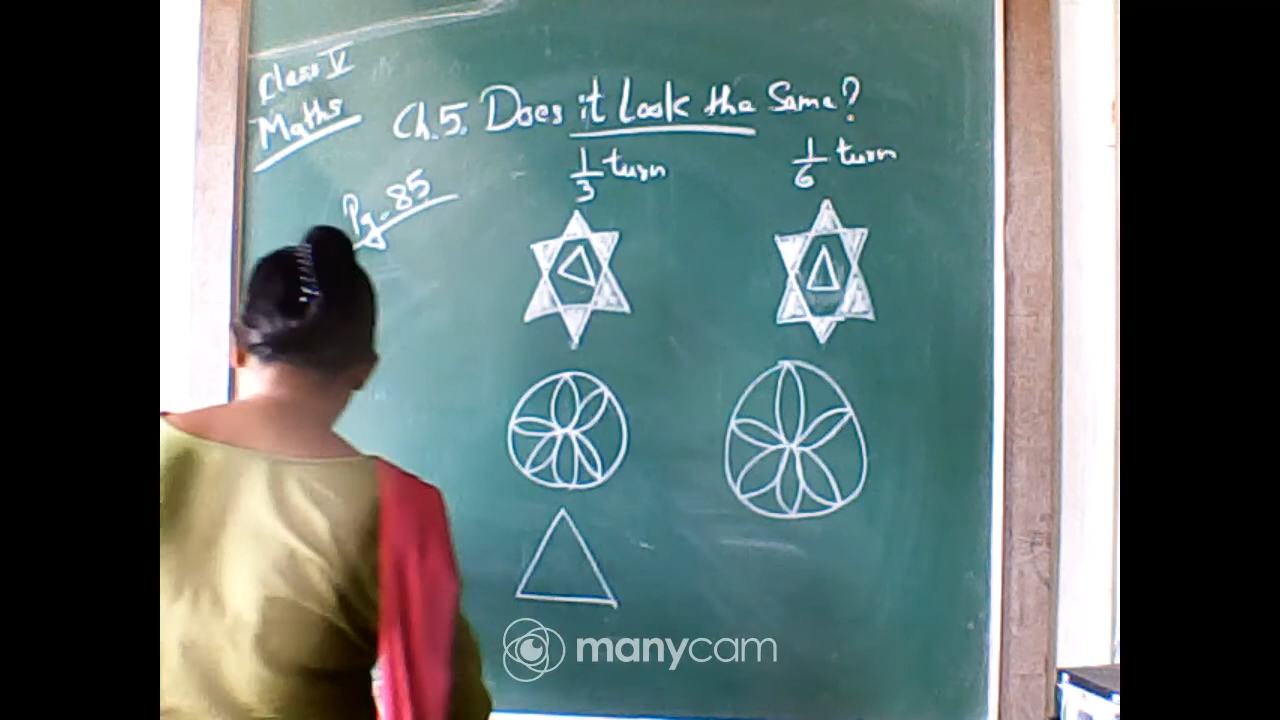 Class V
Maths
Ch.5. Does it Look the Same?
Pg. 85
1/3 turn
1/6 turn
manycam